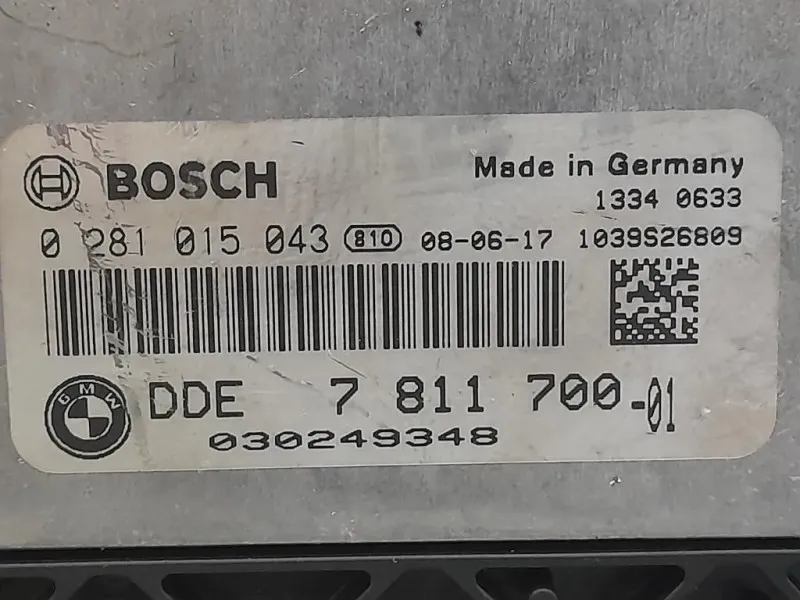 BOSCH
Made in Germany
1334 0633
0 281 015 043 810 08-06-17 1039S26809
BMW DDE 7 811 700-01
030249348